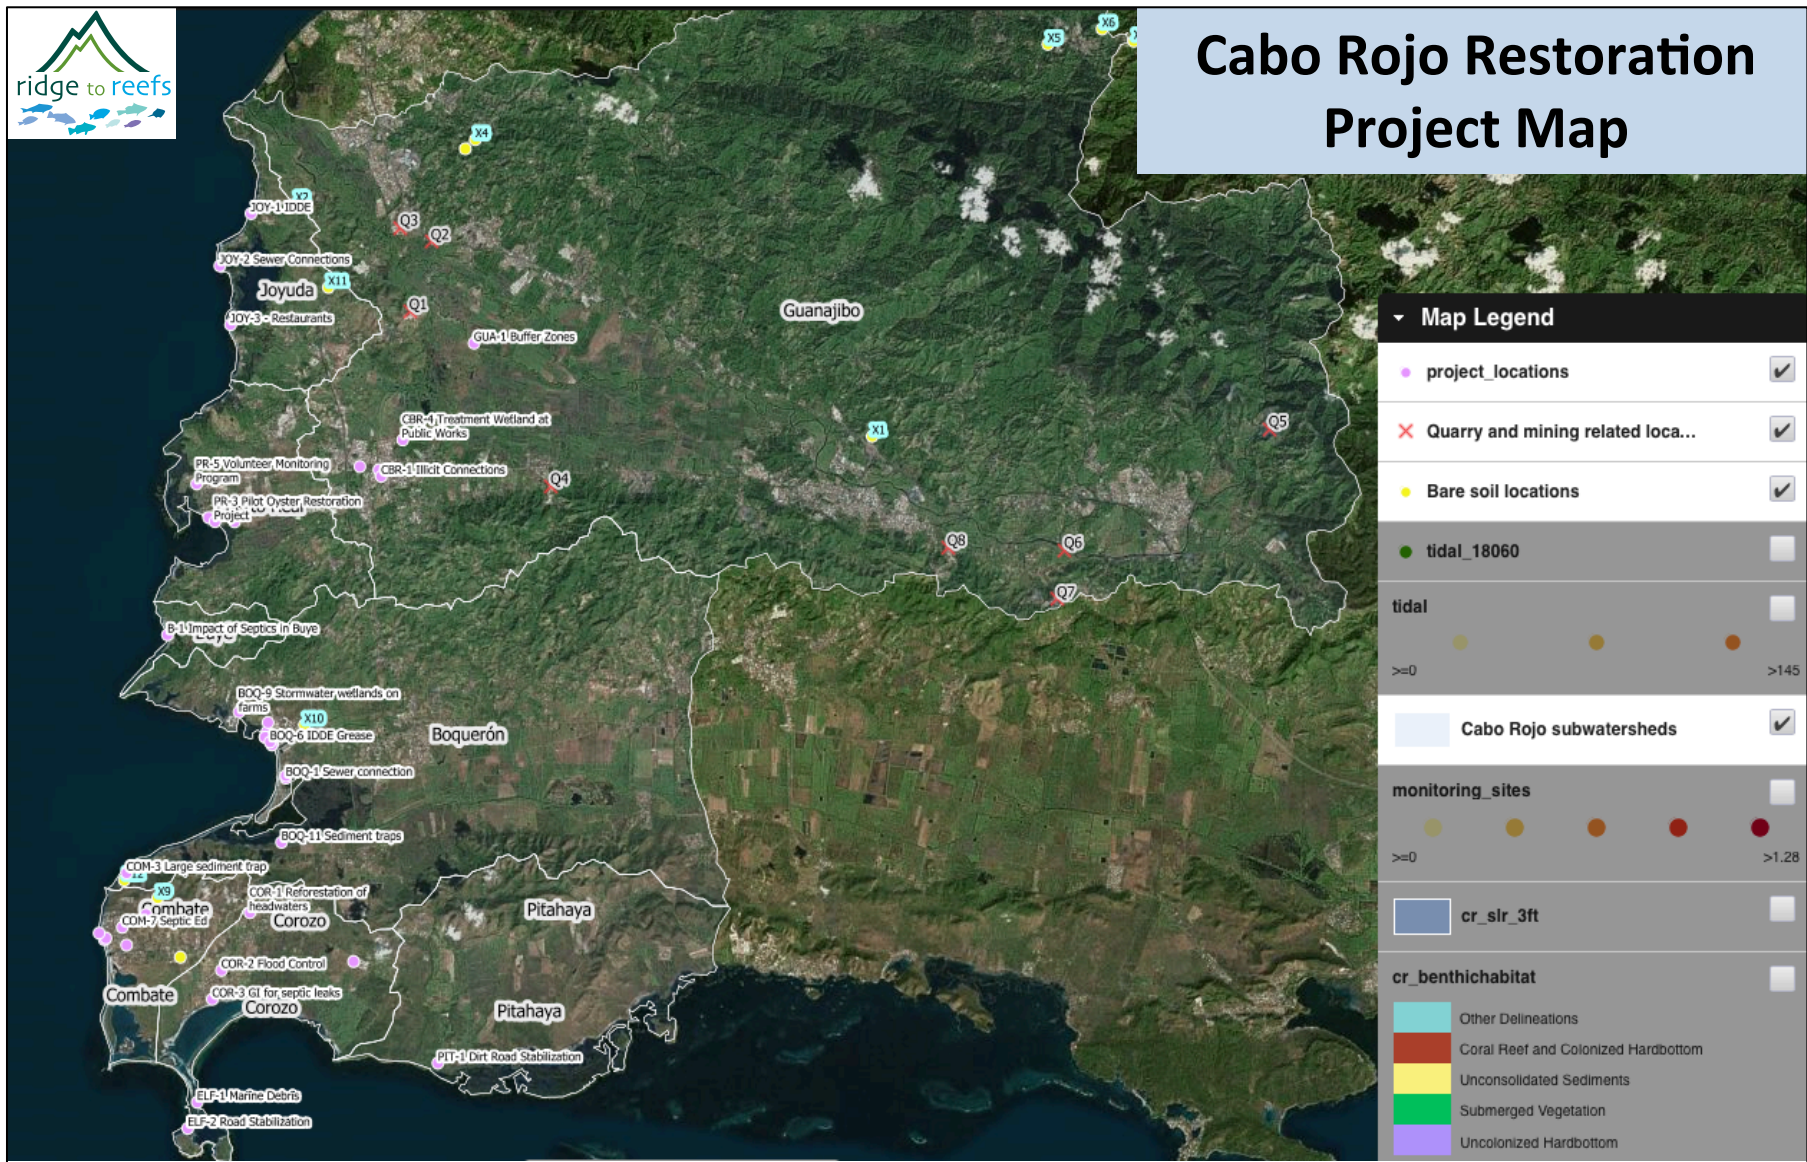 ridge to reefs
Cabo Rojo Restoration
Project Map
X5
X6
X4
X7
JOY-1 IDDE
Q3
Q2
JOY-2 Sewer Connections
X11
Joyuda
Q1
Guanajibo
JOY-3 - Restaurants
GUA-1 Buffer Zones
CBR-4 Treatment Wetland at
Public Works
X1
Q5
PR-5 Volunteer Monitoring
Program
CBR-1 Illicit Connections
Q4
PR-3 Pilot Oyster Restoration
Project
Q8
Q6
Q7
B-1 Impact of Septics in Buye
BOQ-9 Stormwater wetlands on
farms
X10
BOQ-6 IDDE Grease
Boquerón
BOQ-1 Sewer connection
BOQ-11 Sediment traps
COM-3 Large sediment trap
X9
COR-1 Reforestation of
headwaters
Combate
COM-7 Septic Ed
Corozo
Pitahaya
COR-2 Flood Control
Combate
COR-3 GI for septic leaks
Corozo
Pitahaya
PIT-1 Dirt Road Stabilization
ELF-1 Marine Debris
ELF-2 Road Stabilization
Map Legend
project_locations
Quarry and mining related loca...
Bare soil locations
tidal_18060
tidal
>=0 >145
Cabo Rojo subwatersheds
monitoring_sites
>=0 >1.28
cr_slr_3ft
cr_benthichabitat
Other Delineations
Coral Reef and Colonized Hardbottom
Unconsolidated Sediments
Submerged Vegetation
Uncolonized Hardbottom